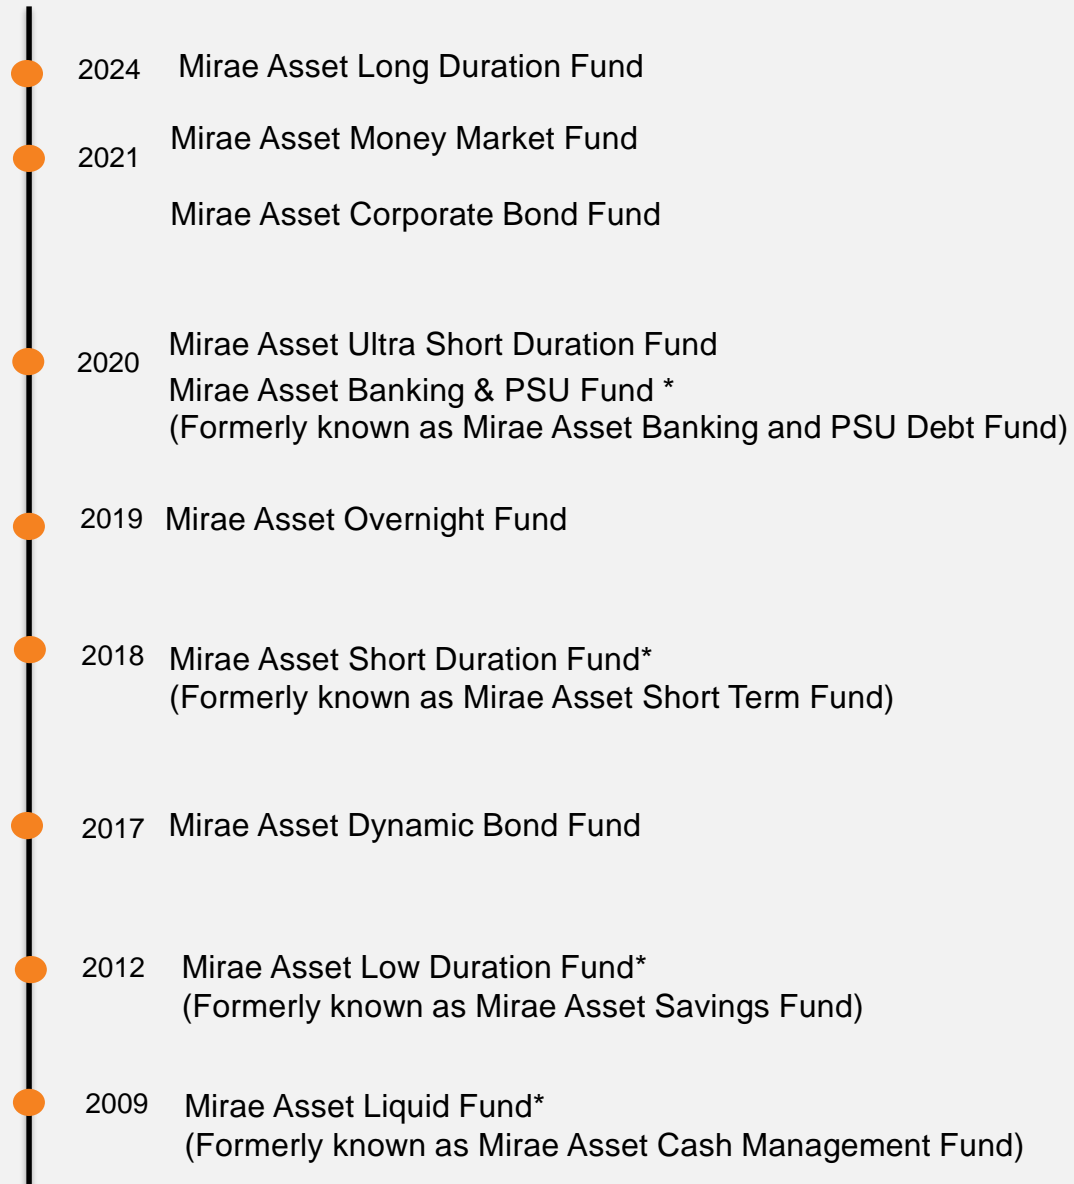 2024 Mirae Asset Long Duration Fund
2021 Mirae Asset Money Market Fund
Mirae Asset Corporate Bond Fund
2020 Mirae Asset Ultra Short Duration Fund
Mirae Asset Banking & PSU Fund *
(Formerly known as Mirae Asset Banking and PSU Debt Fund)
2019 Mirae Asset Overnight Fund
2018 Mirae Asset Short Duration Fund*
(Formerly known as Mirae Asset Short Term Fund)
2017 Mirae Asset Dynamic Bond Fund
2012 Mirae Asset Low Duration Fund*
(Formerly known as Mirae Asset Savings Fund)
2009 Mirae Asset Liquid Fund*
(Formerly known as Mirae Asset Cash Management Fund)